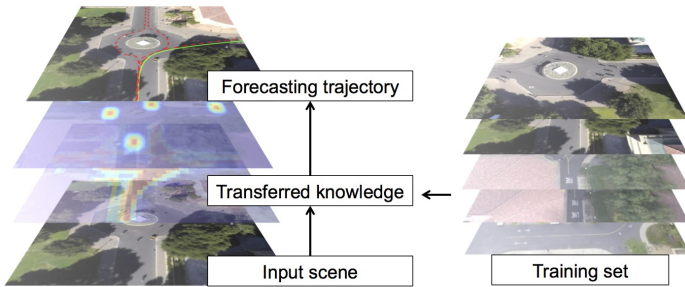 Forecasting trajectory
Transferred knowledge
Input scene
Training set